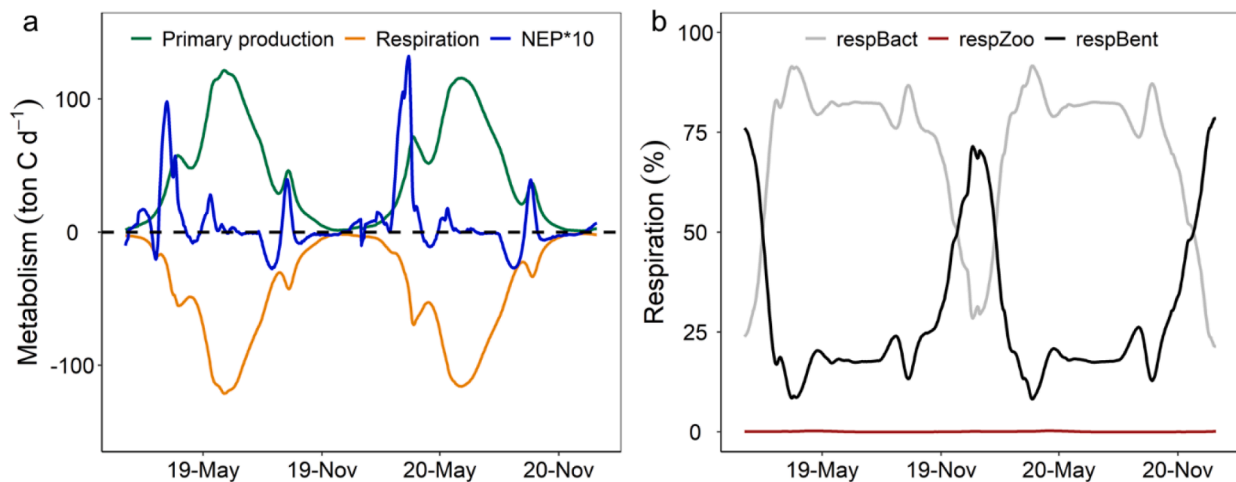 a
Primary production Respiration NEP*10
Metabolism (ton C d⁻¹)
100
0
-100
19-May 19-Nov 20-May 20-Nov
b
respBact respZoo respBent
Respiration (%)
100
75
50
25
0
19-May 19-Nov 20-May 20-Nov